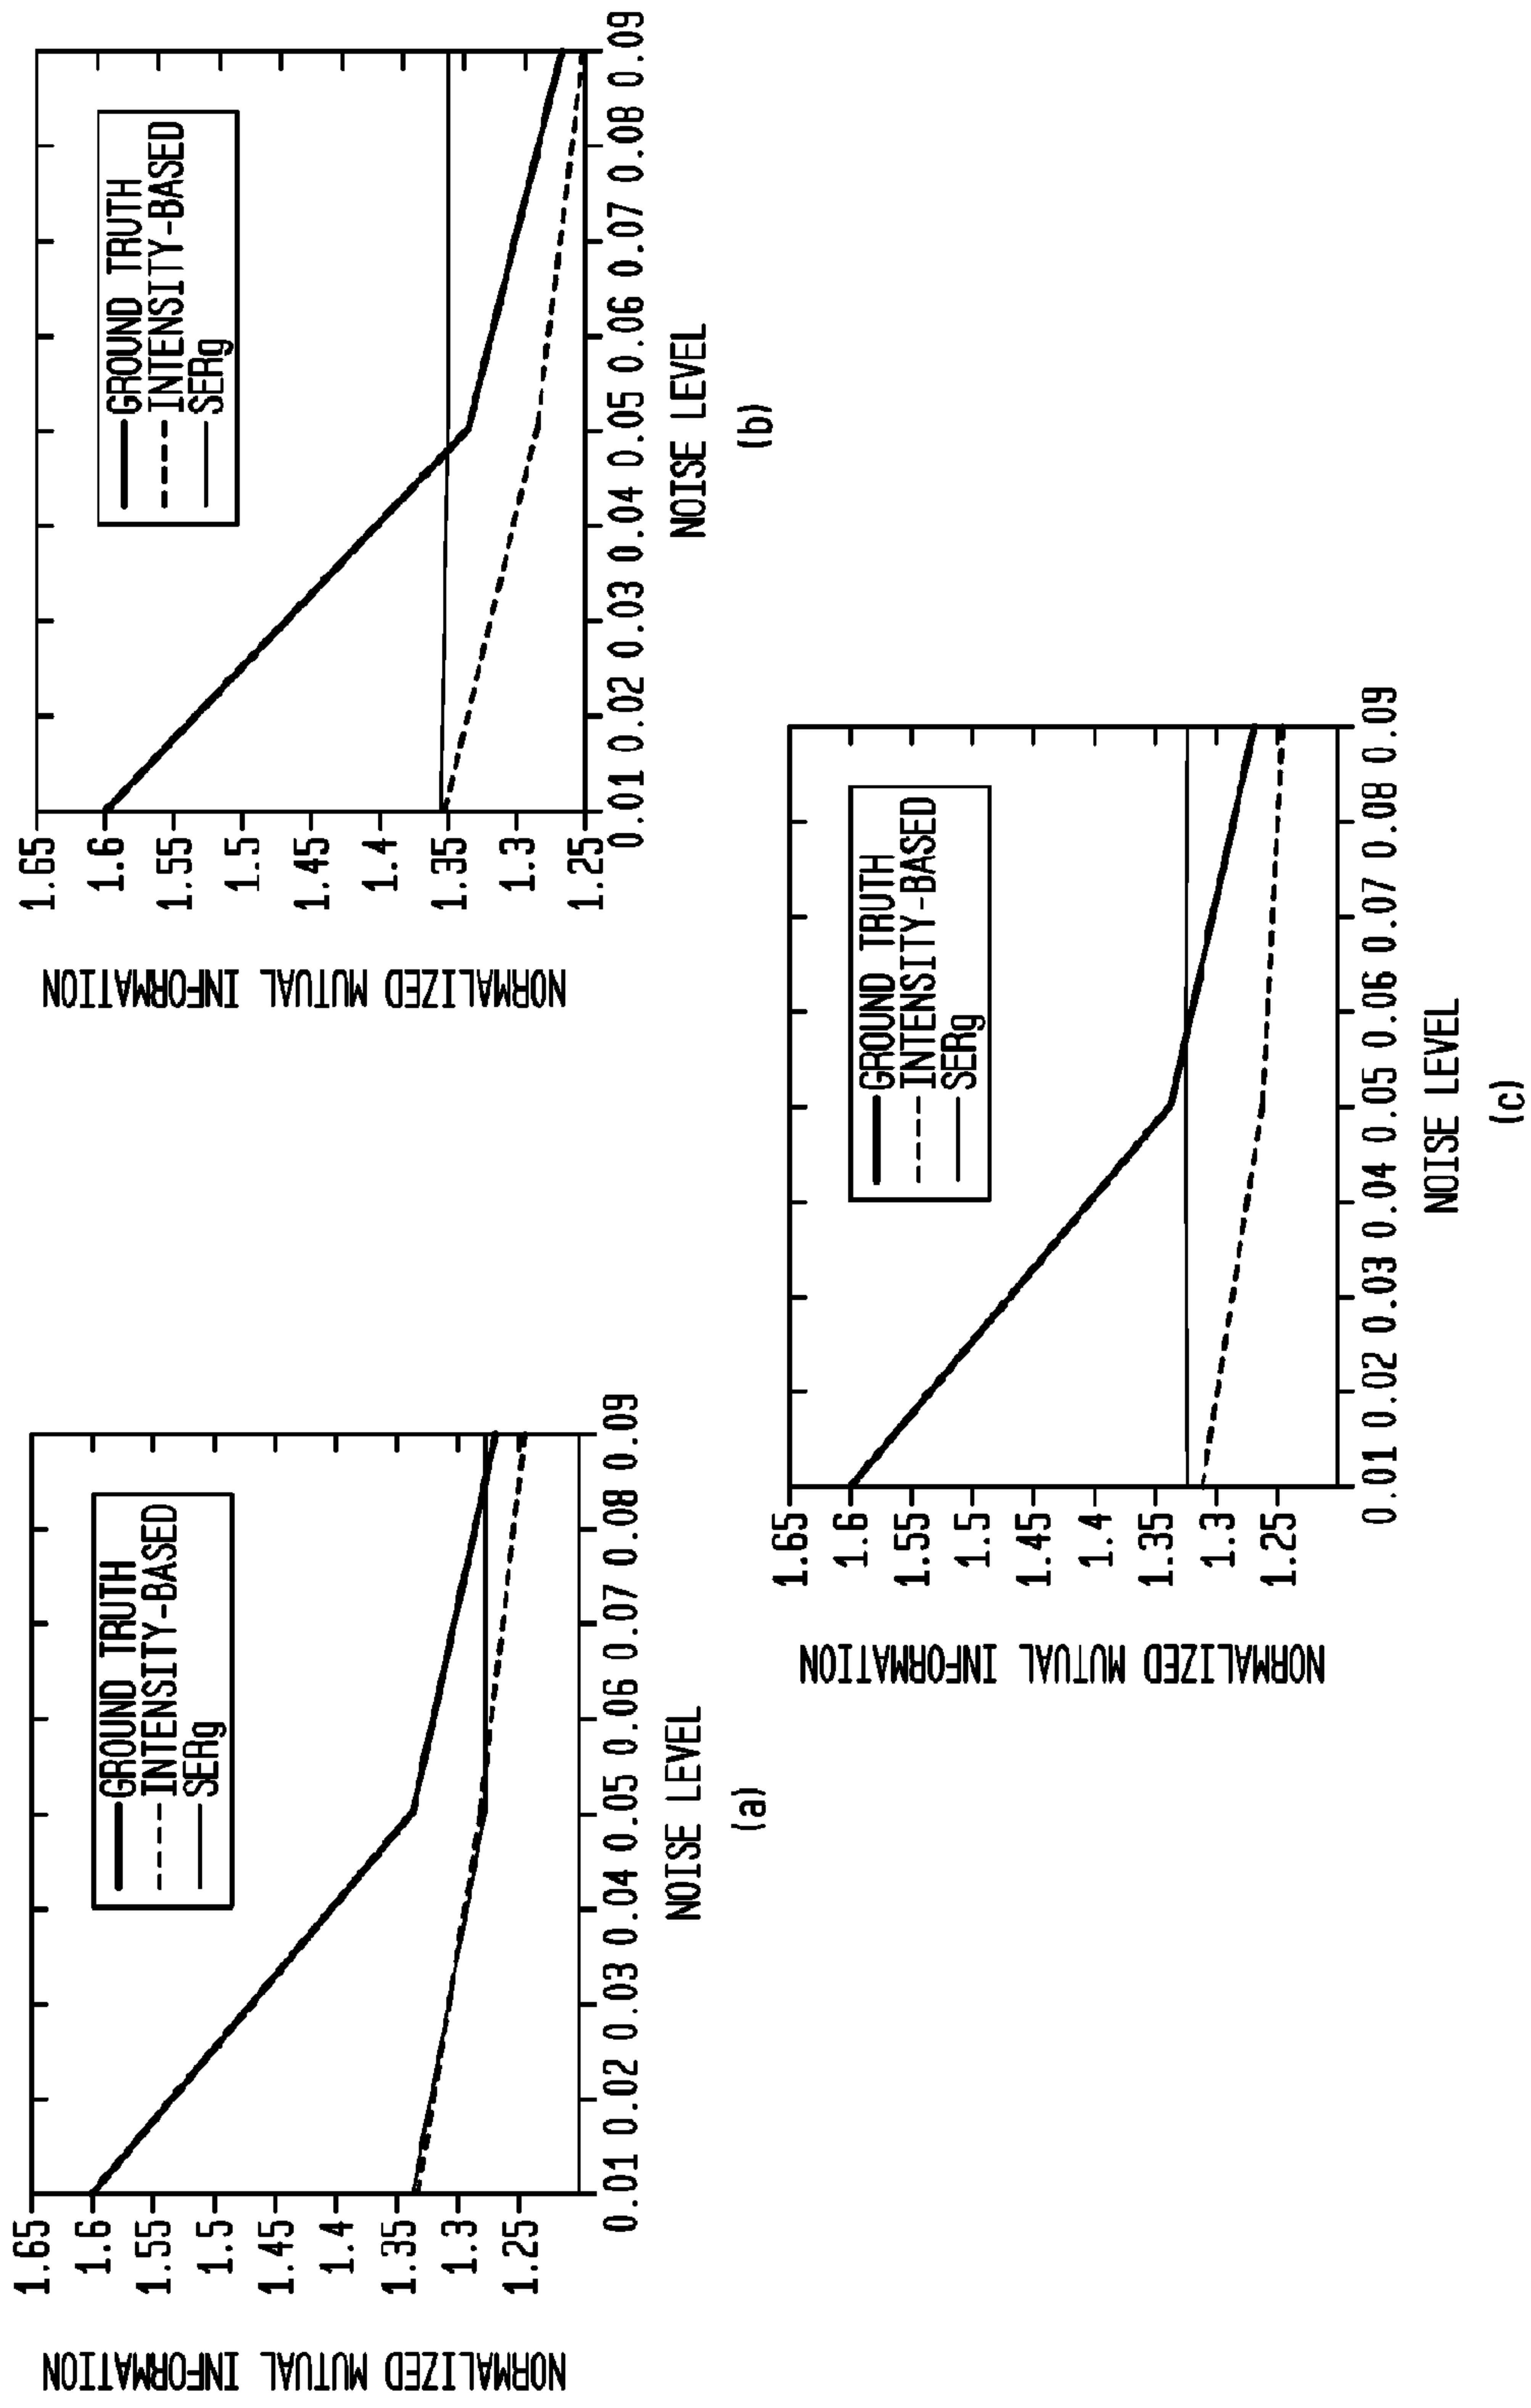 NORMALIZED MUTUAL INFORMATION
1.65
1.6
1.55
1.5
1.45
1.4
1.35
1.3
1.25
GROUND TRUTH
INTENSITY-BASED
SERg
0.01 0.02 0.03 0.04 0.05 0.06 0.07 0.08 0.09
NOISE LEVEL
(a)
NORMALIZED MUTUAL INFORMATION
1.65
1.6
1.55
1.5
1.45
1.4
1.35
1.3
1.25
GROUND TRUTH
INTENSITY-BASED
SERg
0.01 0.02 0.03 0.04 0.05 0.06 0.07 0.08 0.09
NOISE LEVEL
(b)
NORMALIZED MUTUAL INFORMATION
1.65
1.6
1.55
1.5
1.45
1.4
1.35
1.3
1.25
GROUND TRUTH
INTENSITY-BASED
SERg
0.01 0.02 0.03 0.04 0.05 0.06 0.07 0.08 0.09
NOISE LEVEL
(c)